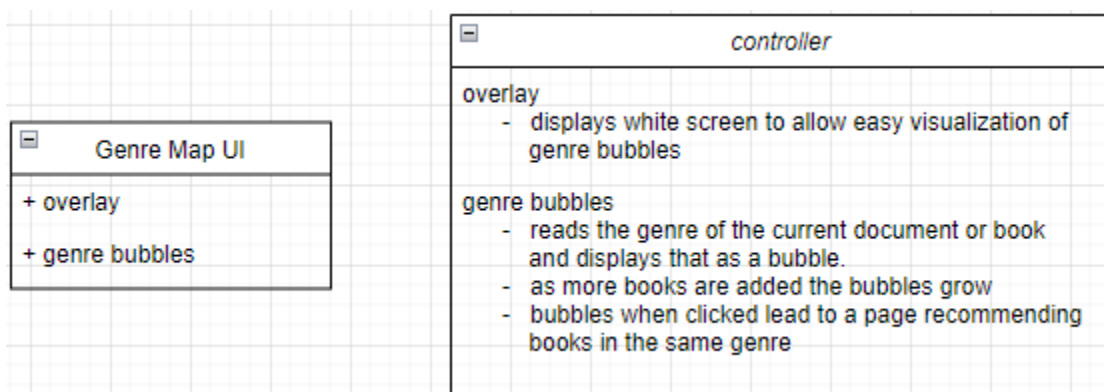 Genre Map UI
+ overlay
+ genre bubbles
controller
overlay
- displays white screen to allow easy visualization of
genre bubbles
genre bubbles
- reads the genre of the current document or book
and displays that as a bubble.
- as more books are added the bubbles grow
- bubbles when clicked lead to a page recommending
books in the same genre